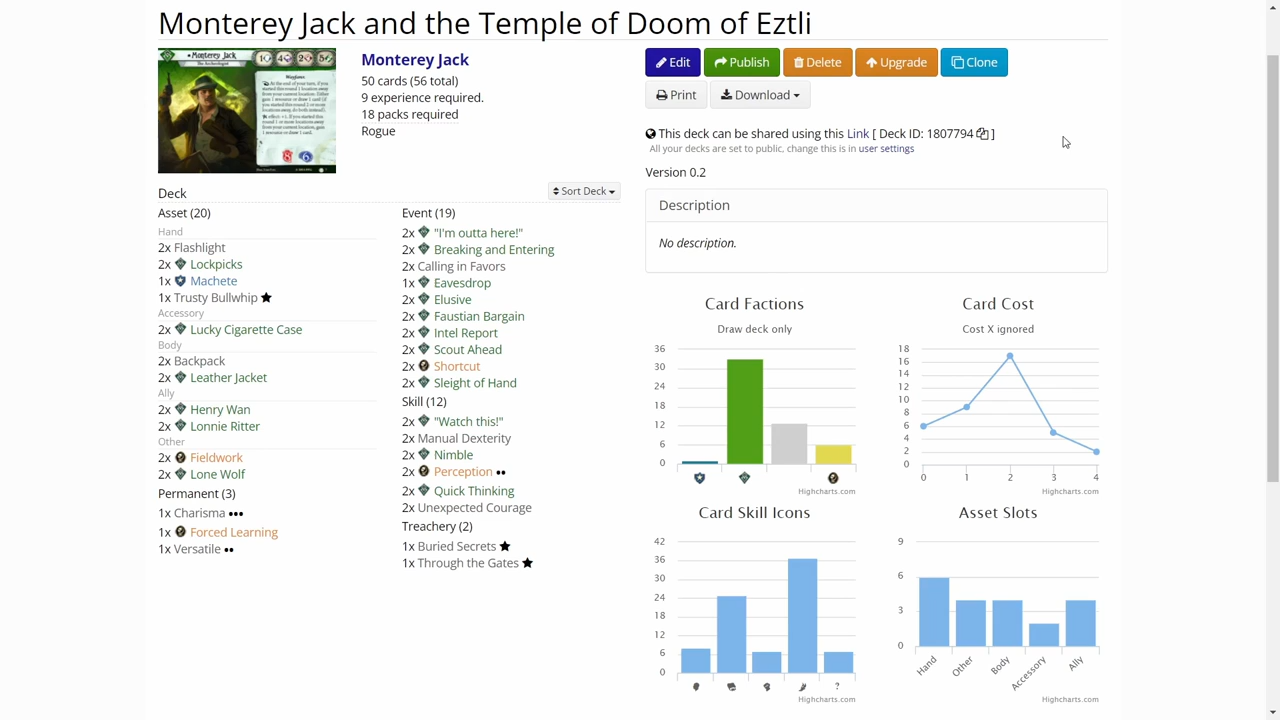 Monterey Jack and the Temple of Doom of Eztli
Monterey Jack
The Archeologist
Monterey Jack
50 cards (56 total)
9 experience required.
18 packs required
Rogue
Edit
Publish
Delete
Upgrade
Clone
Print
Download
This deck can be shared using this Link [ Deck ID: 1807794 ]
All your decks are set to public, change this in user settings
Version 0.2
Description
No description.
Deck
Sort Deck
Asset (20)
Hand
2x Flashlight
2x Lockpicks
1x Machete
1x Trusty Bullwhip ★
Accessory
2x Lucky Cigarette Case
Body
2x Backpack
2x Leather Jacket
Ally
2x Henry Wan
2x Lonnie Ritter
Other
2x Fieldwork
2x Lone Wolf
Permanent (3)
1x Charisma •••
1x Forced Learning
1x Versatile ••
Event (19)
2x "I'm outta here!"
2x Breaking and Entering
2x Calling in Favors
1x Eavesdrop
2x Elusive
2x Faustian Bargain
2x Intel Report
2x Scout Ahead
2x Shortcut
2x Sleight of Hand
Skill (12)
2x "Watch this!"
2x Manual Dexterity
2x Nimble
2x Perception ••
2x Quick Thinking
2x Unexpected Courage
Treachery (2)
1x Buried Secrets ★
1x Through the Gates ★
Card Factions
Draw deck only
36
30
24
18
12
6
0
Highcharts.com
Card Cost
Cost X ignored
18
16
14
12
10
8
6
4
2
0
0 1 2 3 4
Highcharts.com
Card Skill Icons
42
36
30
24
18
12
6
0
?
Highcharts.com
Asset Slots
9
6
3
0
Hand
Other
Body
Accessory
Ally
Highcharts.com